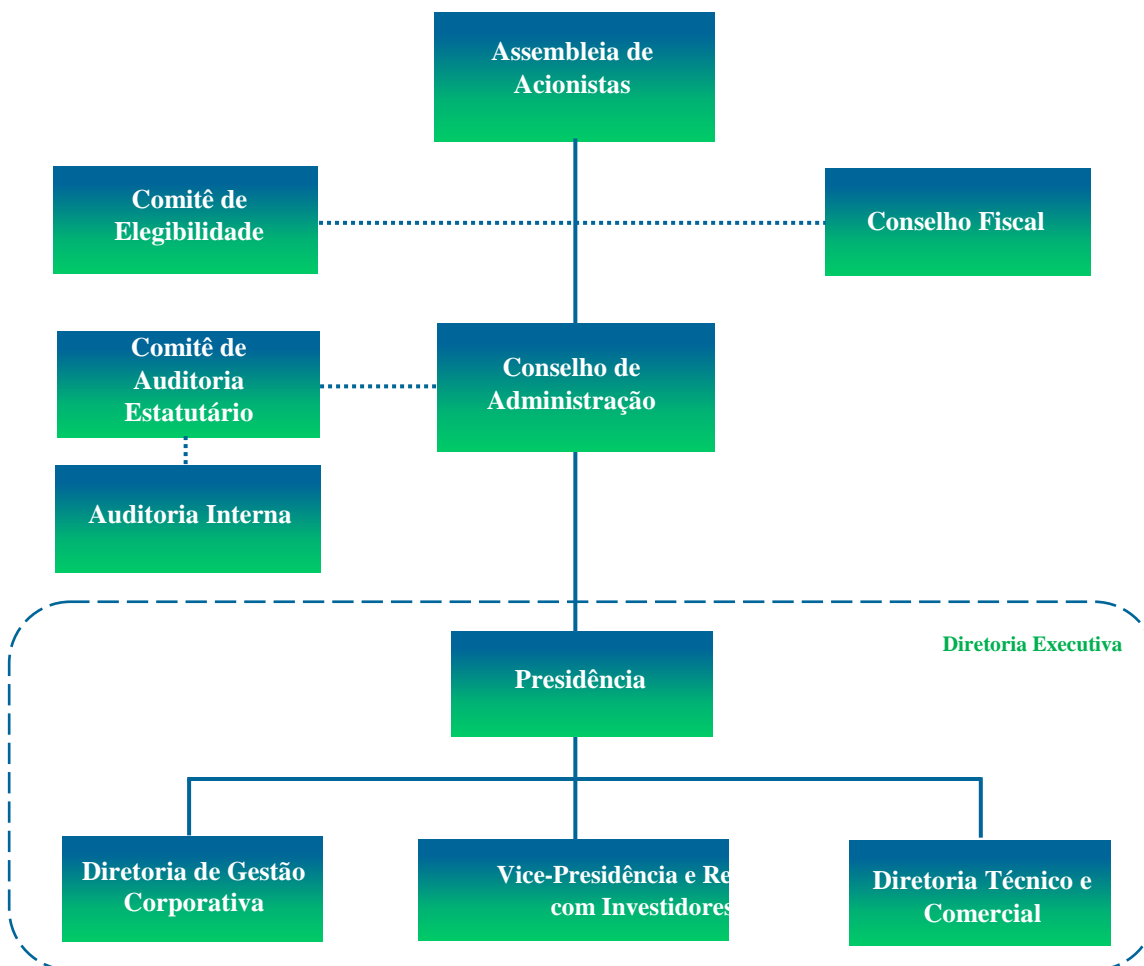 Assembleia de
Acionistas
Comitê de
Elegibilidade
Conselho Fiscal
Comitê de
Auditoria
Estatutário
Conselho de
Administração
Auditoria Interna
Diretoria Executiva
Presidência
Diretoria de Gestão
Corporativa
Vice-Presidência e Re
com Investidores
Diretoria Técnico e
Comercial